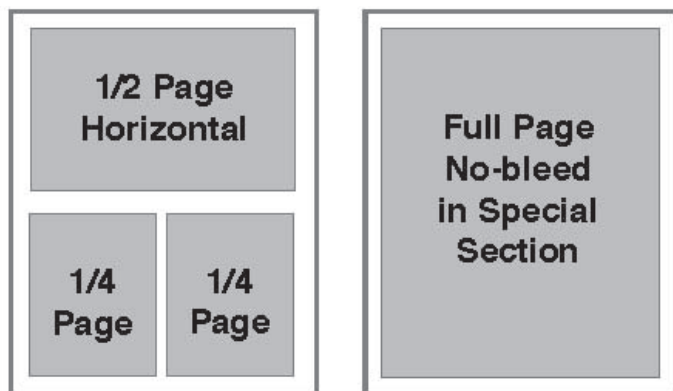 1/2 Page
Horizontal
1/4
Page
1/4
Page
Full Page
No-bleed
in Special
Section